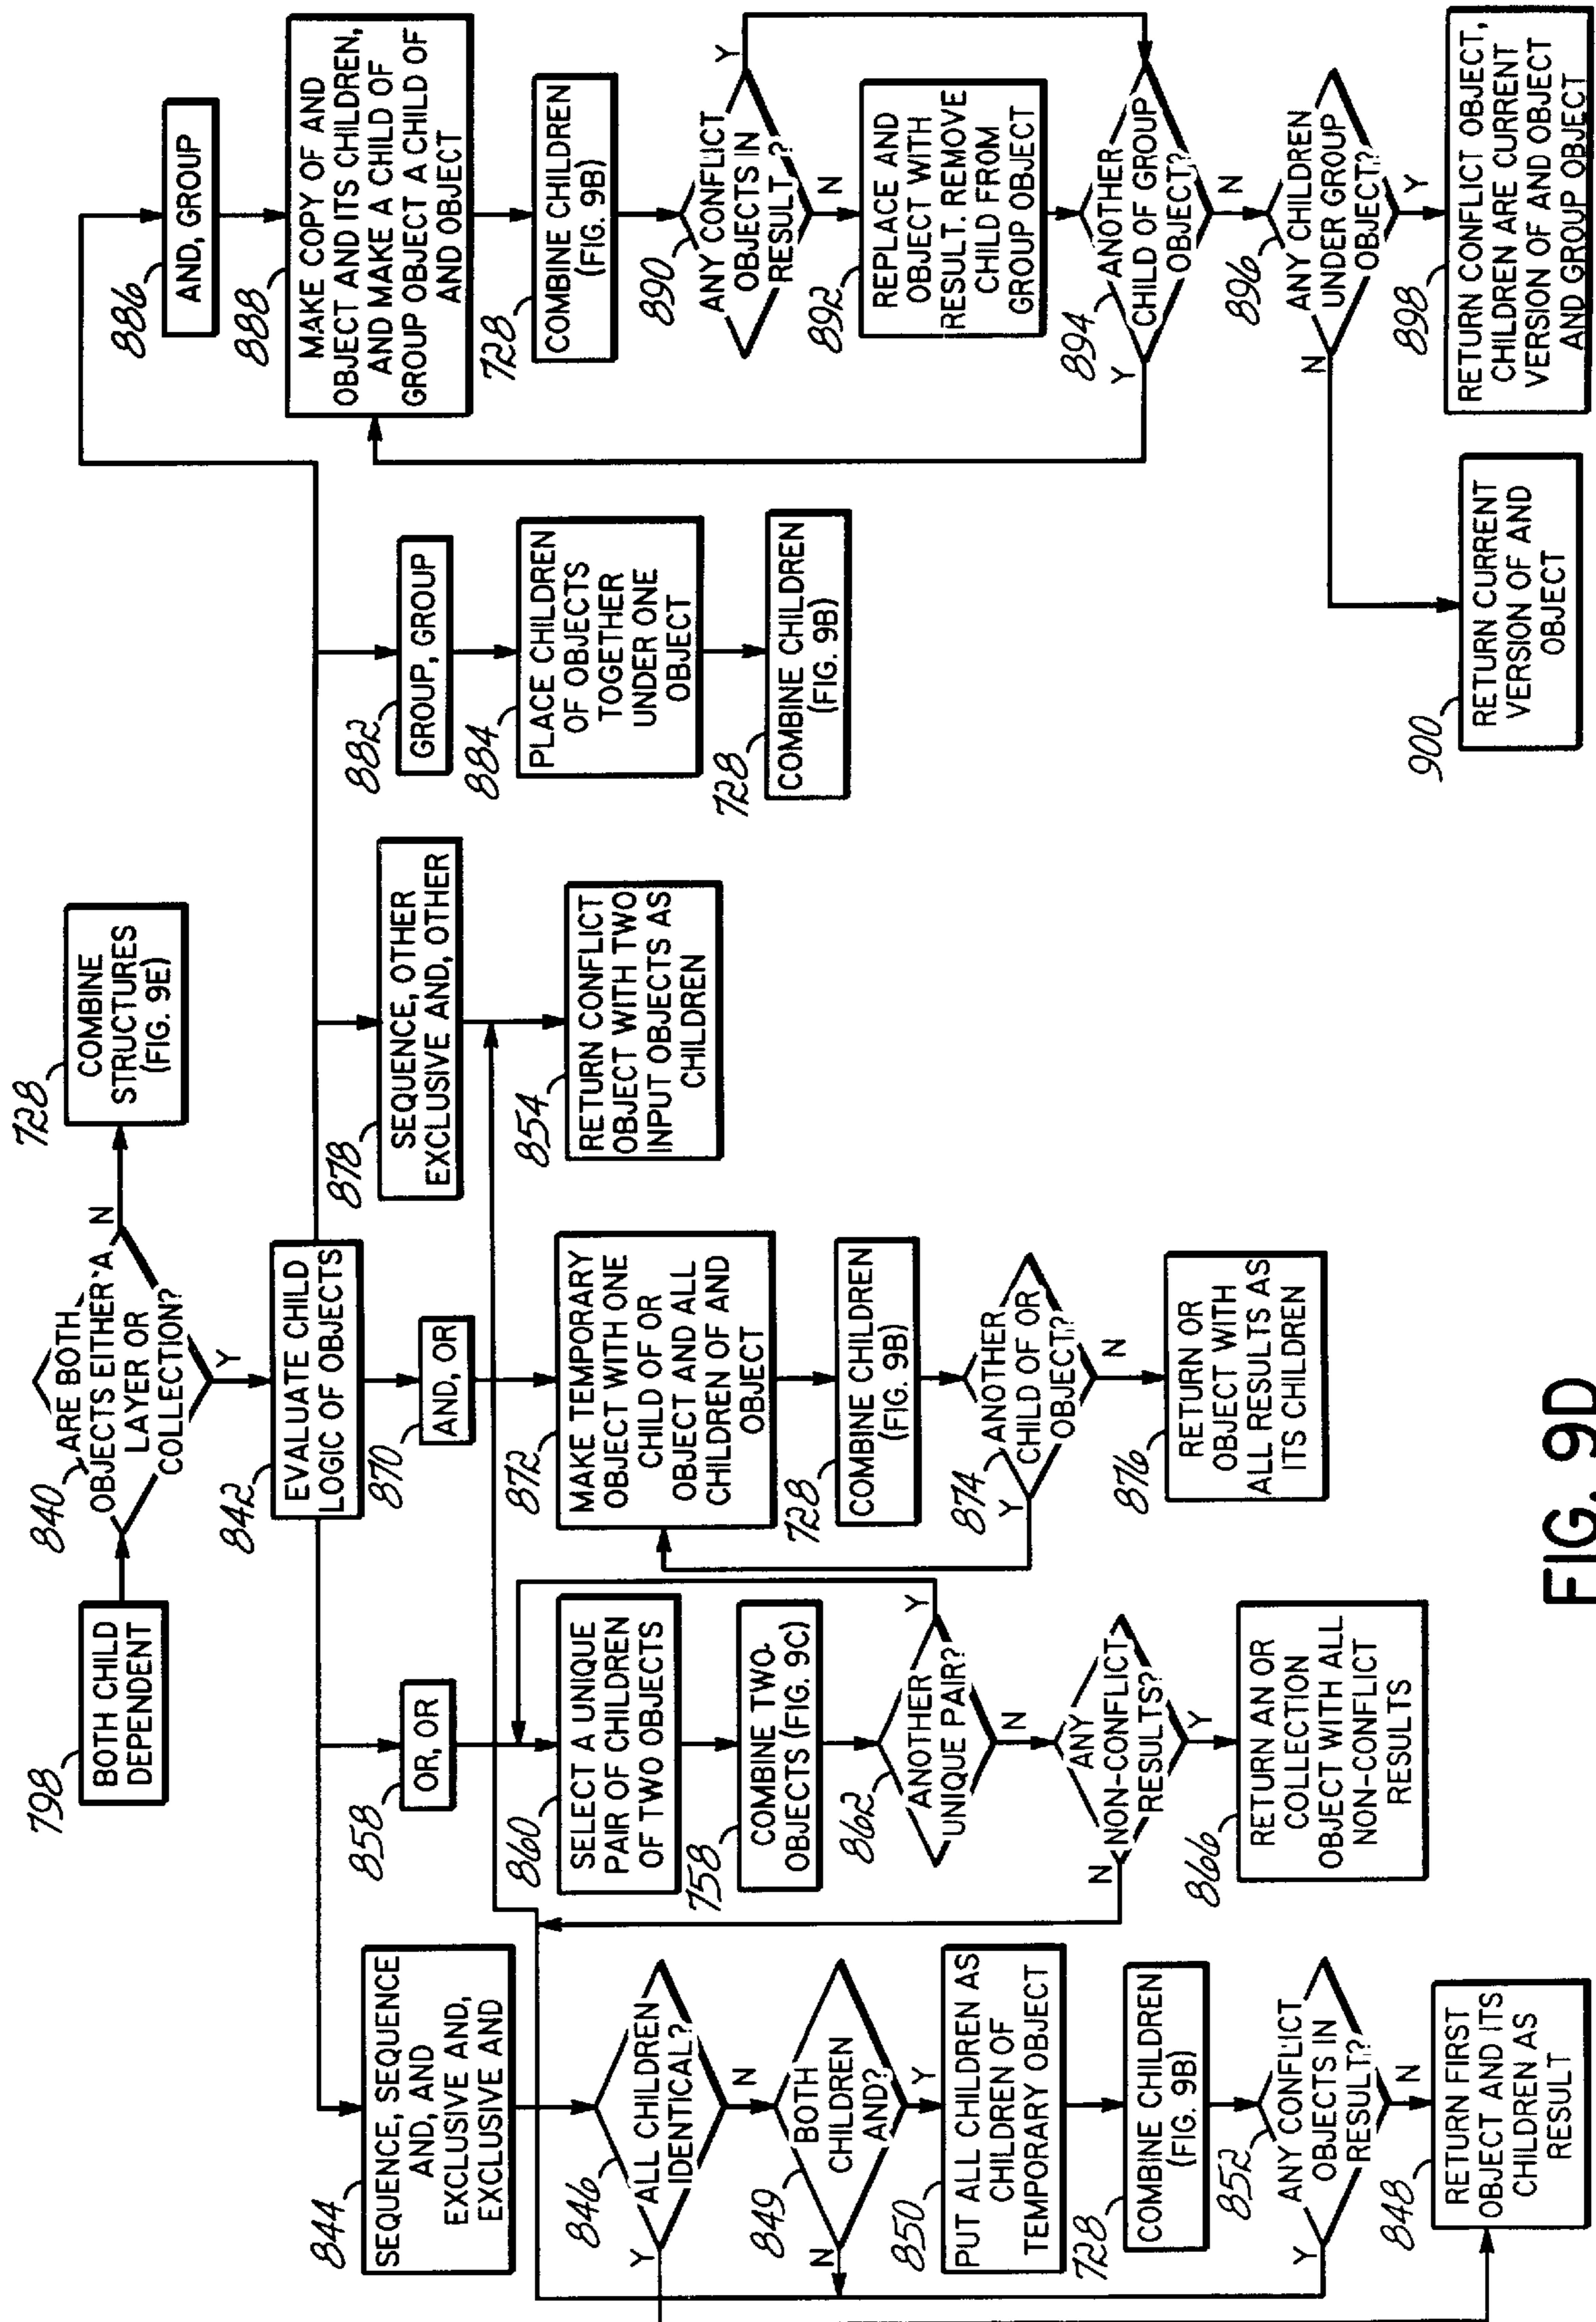 798
BOTH CHILD
DEPENDENT
840
ARE BOTH
OBJECTS EITHER A
LAYER OR
COLLECTION?
N
Y
728
COMBINE
STRUCTURES
(FIG. 9E)
842
EVALUATE CHILD
LOGIC OF OBJECTS
844
SEQUENCE, SEQUENCE
AND, AND
EXCLUSIVE AND,
EXCLUSIVE AND
846
ALL CHILDREN
IDENTICAL?
Y
N
849
BOTH
CHILDREN
AND?
N
Y
850
PUT ALL CHILDREN AS
CHILDREN OF
TEMPORARY OBJECT
728
COMBINE CHILDREN
(FIG. 9B)
852
ANY CONFLICT
OBJECTS IN
RESULT?
Y
N
848
RETURN FIRST
OBJECT AND ITS
CHILDREN AS
RESULT
858
OR, OR
860
SELECT A UNIQUE
PAIR OF CHILDREN
OF TWO OBJECTS
758
COMBINE TWO
OBJECTS (FIG. 9C)
862
ANOTHER
UNIQUE PAIR?
Y
N
ANY
NON-CONFLICT
RESULTS?
N
Y
866
RETURN AN OR
COLLECTION
OBJECT WITH ALL
NON-CONFLICT
RESULTS
870
AND, OR
872
MAKE TEMPORARY
OBJECT WITH ONE
CHILD OF OR
OBJECT AND ALL
CHILDREN OF AND
OBJECT
728
COMBINE CHILDREN
(FIG. 9B)
874
ANOTHER
CHILD OF OR
OBJECT?
Y
N
876
RETURN OR
OBJECT WITH
ALL RESULTS AS
ITS CHILDREN
878
SEQUENCE, OTHER
EXCLUSIVE AND, OTHER
854
RETURN CONFLICT
OBJECT WITH TWO
INPUT OBJECTS AS
CHILDREN
882
GROUP, GROUP
884
PLACE CHILDREN
OF OBJECTS
TOGETHER
UNDER ONE
OBJECT
728
COMBINE CHILDREN
(FIG. 9B)
886
AND, GROUP
888
MAKE COPY OF AND
OBJECT AND ITS CHILDREN,
AND MAKE A CHILD OF
GROUP OBJECT A CHILD OF
AND OBJECT
728
COMBINE CHILDREN
(FIG. 9B)
890
ANY CONFLICT
OBJECTS IN
RESULT?
Y
N
892
REPLACE AND
OBJECT WITH
RESULT. REMOVE
CHILD FROM
GROUP OBJECT
894
ANOTHER
CHILD OF GROUP
OBJECT?
Y
N
896
ANY CHILDREN
UNDER GROUP
OBJECT?
N
Y
898
RETURN CONFLICT OBJECT,
CHILDREN ARE CURRENT
VERSION OF AND OBJECT
AND GROUP OBJECT
900
RETURN CURRENT
VERSION OF AND
OBJECT
FIG. 9D